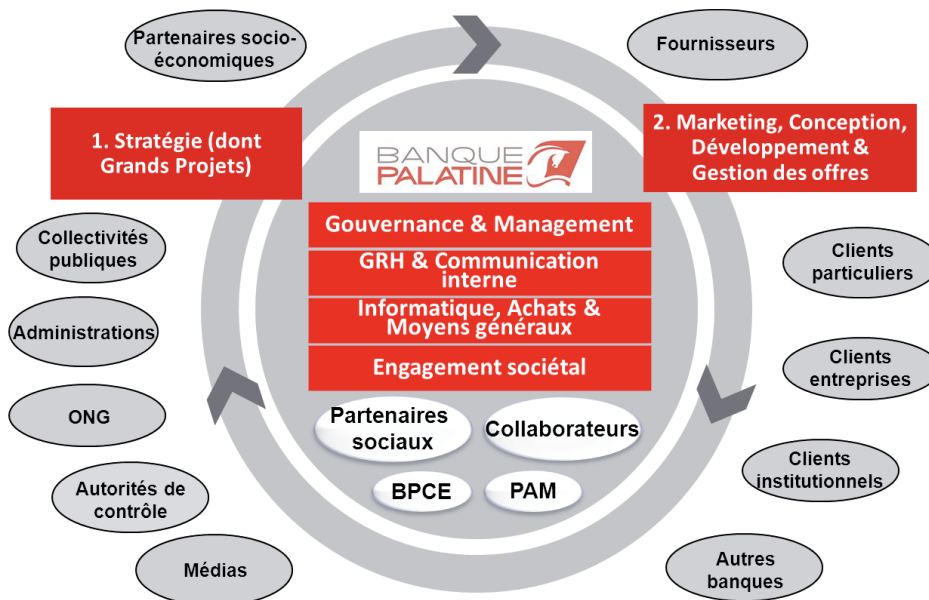 Partenaires socio-
économiques
Fournisseurs
1. Stratégie (dont
Grands Projets)
2. Marketing, Conception,
Développement &
Gestion des offres
BANQUE
PALATINE
Gouvernance & Management
GRH & Communication
interne
Informatique, Achats &
Moyens généraux
Engagement sociétal
Partenaires
sociaux
Collaborateurs
BPCE
PAM
Collectivités
publiques
Administrations
ONG
Autorités de
contrôle
Médias
Clients
particuliers
Clients
entreprises
Clients
institutionnels
Autres
banques